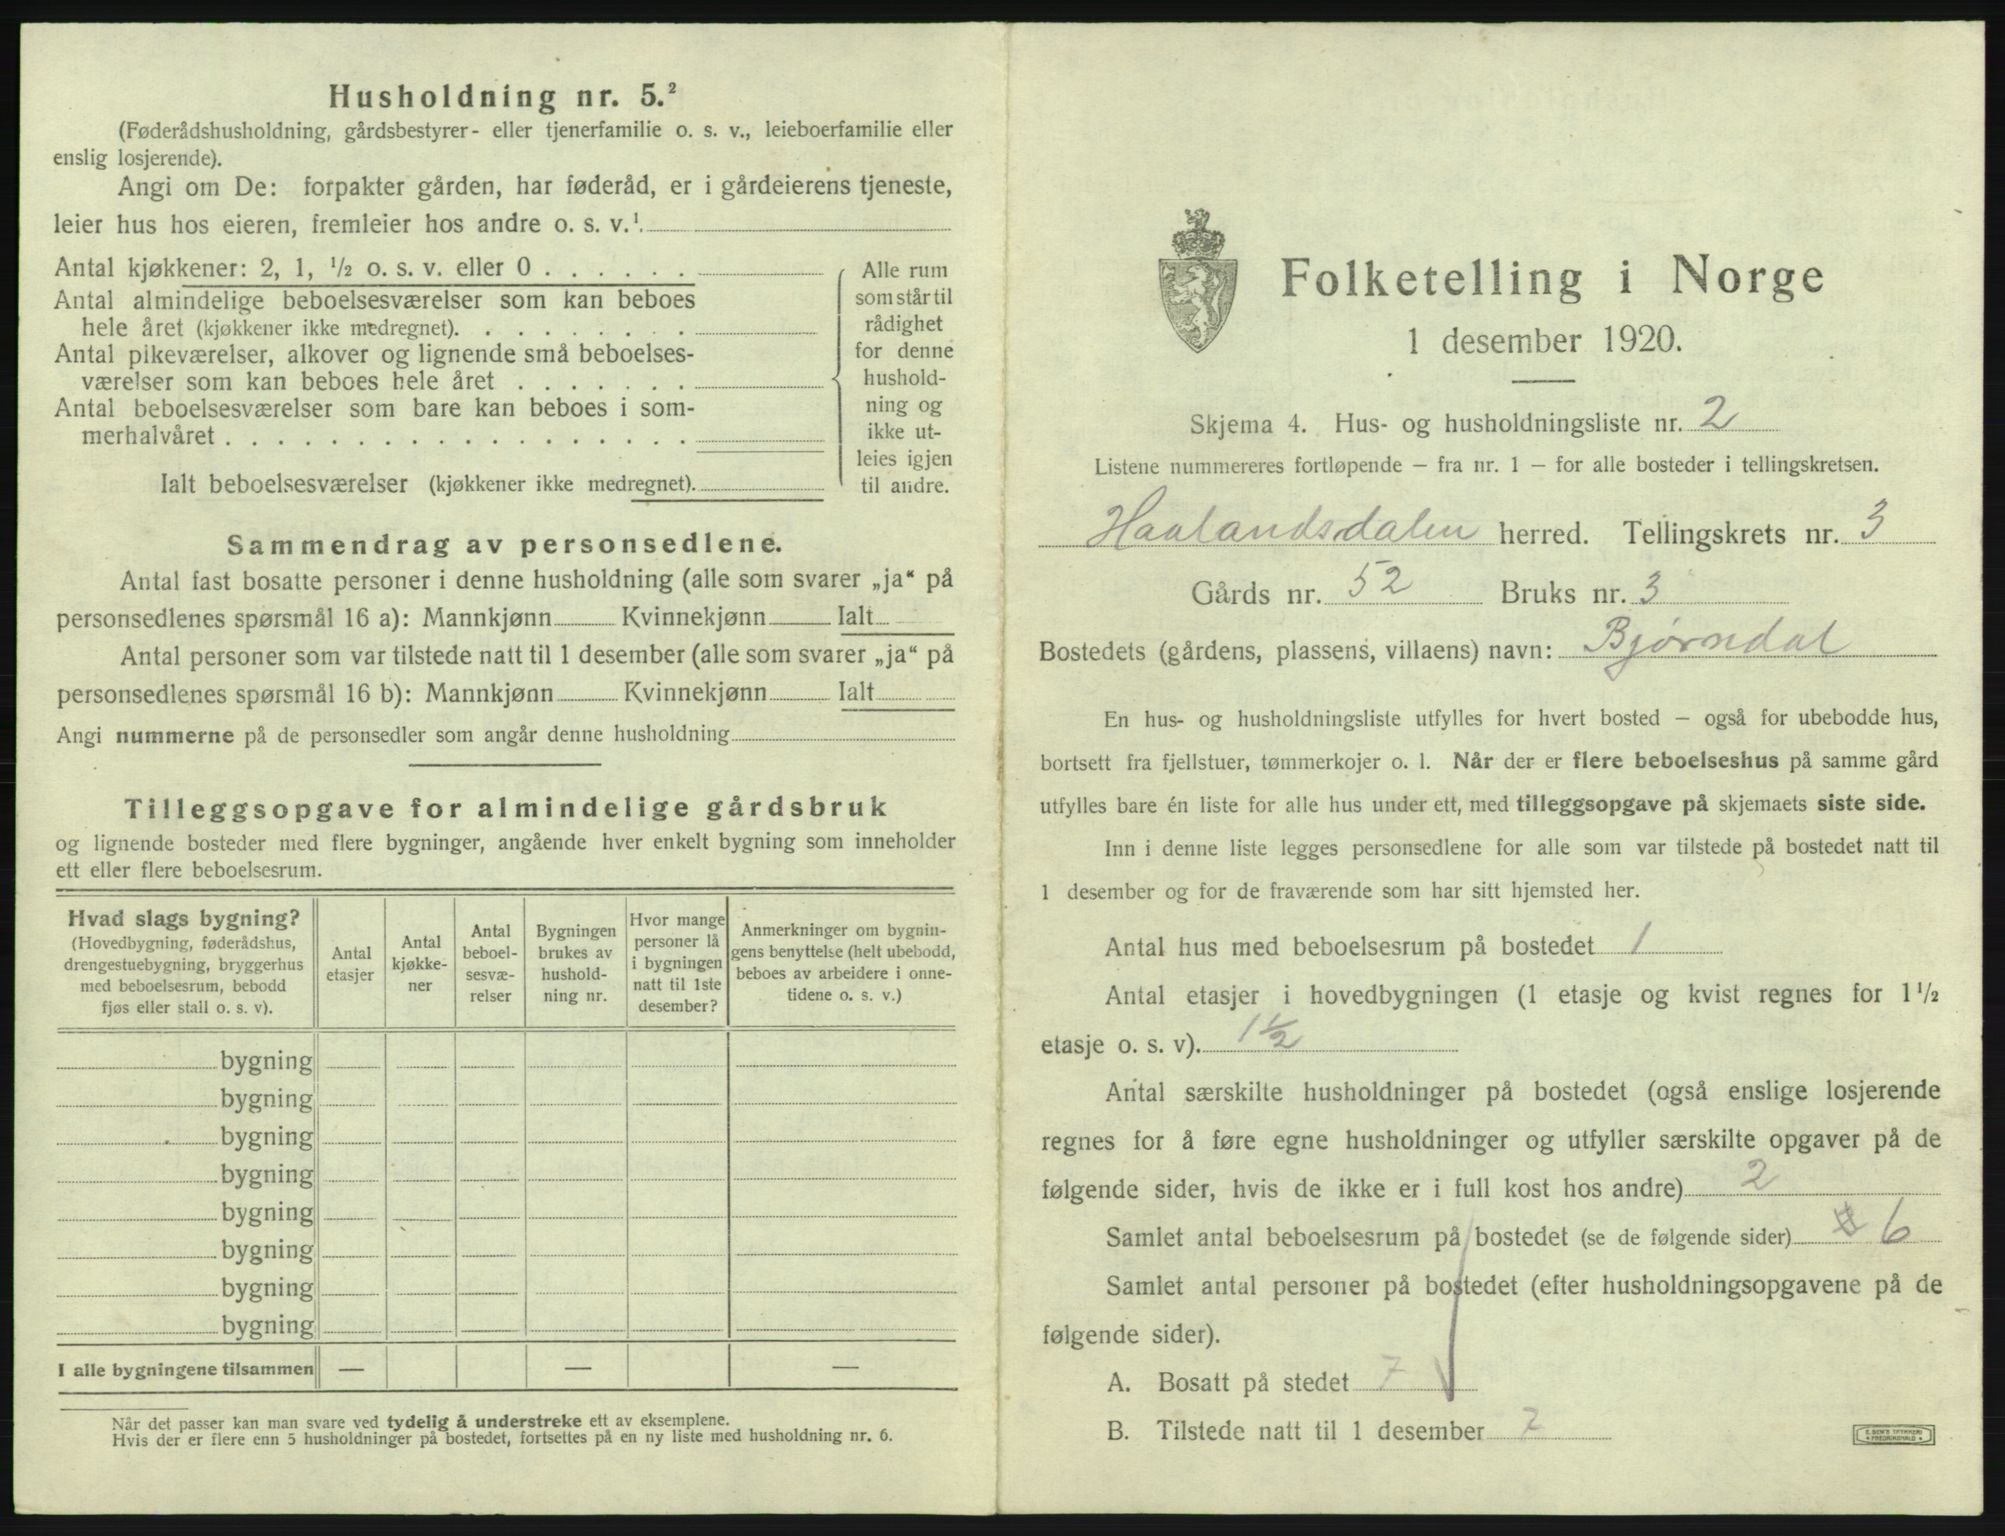 Husholdning nr. 5.²
(Føderådshusholdning, gårdsbestyrer- eller tjenerfamilie o. s. v., leieboerfamilie eller
enslig losjerende).
Angi om De: forpakter gården, har føderåd, er i gårdeierens tjeneste,
leier hus hos eieren, fremleier hos andre o. s. v.¹.
Antal kjøkkener: 2, 1, ½ o. s. v. eller 0 . . . . . .
Antal almindelige beboelsesværelser som kan beboes
hele året (kjøkkener ikke medregnet). . . . . . . . .
Antal pikeværelser, alkover og lignende små beboelses-
værelser som kan beboes hele året . . . . . . .
Antal beboelsesværelser som bare kan beboes i som-
merhalvåret . . . . . . . . . . . . . . . . . .
Ialt beboelsesværelser (kjøkkener ikke medregnet).
Alle rum
som står til
rådighet
for denne
hushold-
ning og
ikke ut-
leies igjen
til andre.
Sammendrag av personsedlene.
Antal fast bosatte personer i denne husholdning (alle som svarer „ja“ på
personsedlenes spørsmål 16 a): Mannkjønn Kvinnekjønn Ialt
Antal personer som var tilstede natt til 1 desember (alle som svarer „ja“ på
personsedlenes spørsmål 16 b): Mannkjønn Kvinnekjønn Ialt
Angi nummerne på de personsedler som angår denne husholdning
Tilleggsopgave for almindelige gårdsbruk
og lignende bosteder med flere bygninger, angående hver enkelt bygning som inneholder
ett eller flere beboelsesrum.
Hvad slags bygning?
(Hovedbygning, føderådshus,
drengestuebygning, bryggerhus
med beboelsesrum, bebodd
fjøs eller stall o. s. v).
Antal
etasjer
Antal
kjøkke-
ner
Antal
beboel-
sesvæ-
relser
Bygningen
brukes av
hushold-
ning nr.
Hvor mange
personer lå
i bygningen
natt til 1ste
desember?
Anmerkninger om bygnin-
gens benyttelse (helt ubebodd,
beboes av arbeidere i onne-
tidene o. s. v.)
bygning
bygning
bygning
bygning
bygning
bygning
bygning
bygning
I alle bygningene tilsammen — — —
Når det passer kan man svare ved tydelig å understreke ett av eksemplene.
Hvis der er flere enn 5 husholdninger på bostedet, fortsettes på en ny liste med husholdning nr. 6.
Folketelling i Norge
1 desember 1920.
Skjema 4. Hus- og husholdningsliste nr. 2
Listene nummereres fortløpende – fra nr. 1 – for alle bosteder i tellingskretsen.
Haalandsdalen herred. Tellingskrets nr. 3
Gårds nr. 52 Bruks nr. 3
Bostedets (gårdens, plassens, villaens) navn: Bjørndal
En hus- og husholdningsliste utfylles for hvert bosted – også for ubebodde hus,
bortsett fra fjellstuer, tømmerkojer o. l. Når der er flere beboelseshus på samme gård
utfylles bare én liste for alle hus under ett, med tilleggsopgave på skjemaets siste side.
Inn i denne liste legges personsedlene for alle som var tilstede på bostedet natt til
1 desember og for de fraværende som har sitt hjemsted her.
Antal hus med beboelsesrum på bostedet 1
Antal etasjer i hovedbygningen (1 etasje og kvist regnes for 1½
etasje o. s. v). 1½
Antal særskilte husholdninger på bostedet (også enslige losjerende
regnes for å føre egne husholdninger og utfyller særskilte opgaver på de
følgende sider, hvis de ikke er i full kost hos andre) 2
Samlet antal beboelsesrum på bostedet (se de følgende sider) 6
Samlet antal personer på bostedet (efter husholdningsopgavene på de
følgende sider).
A. Bosatt på stedet 7
B. Tilstede natt til 1 desember 7